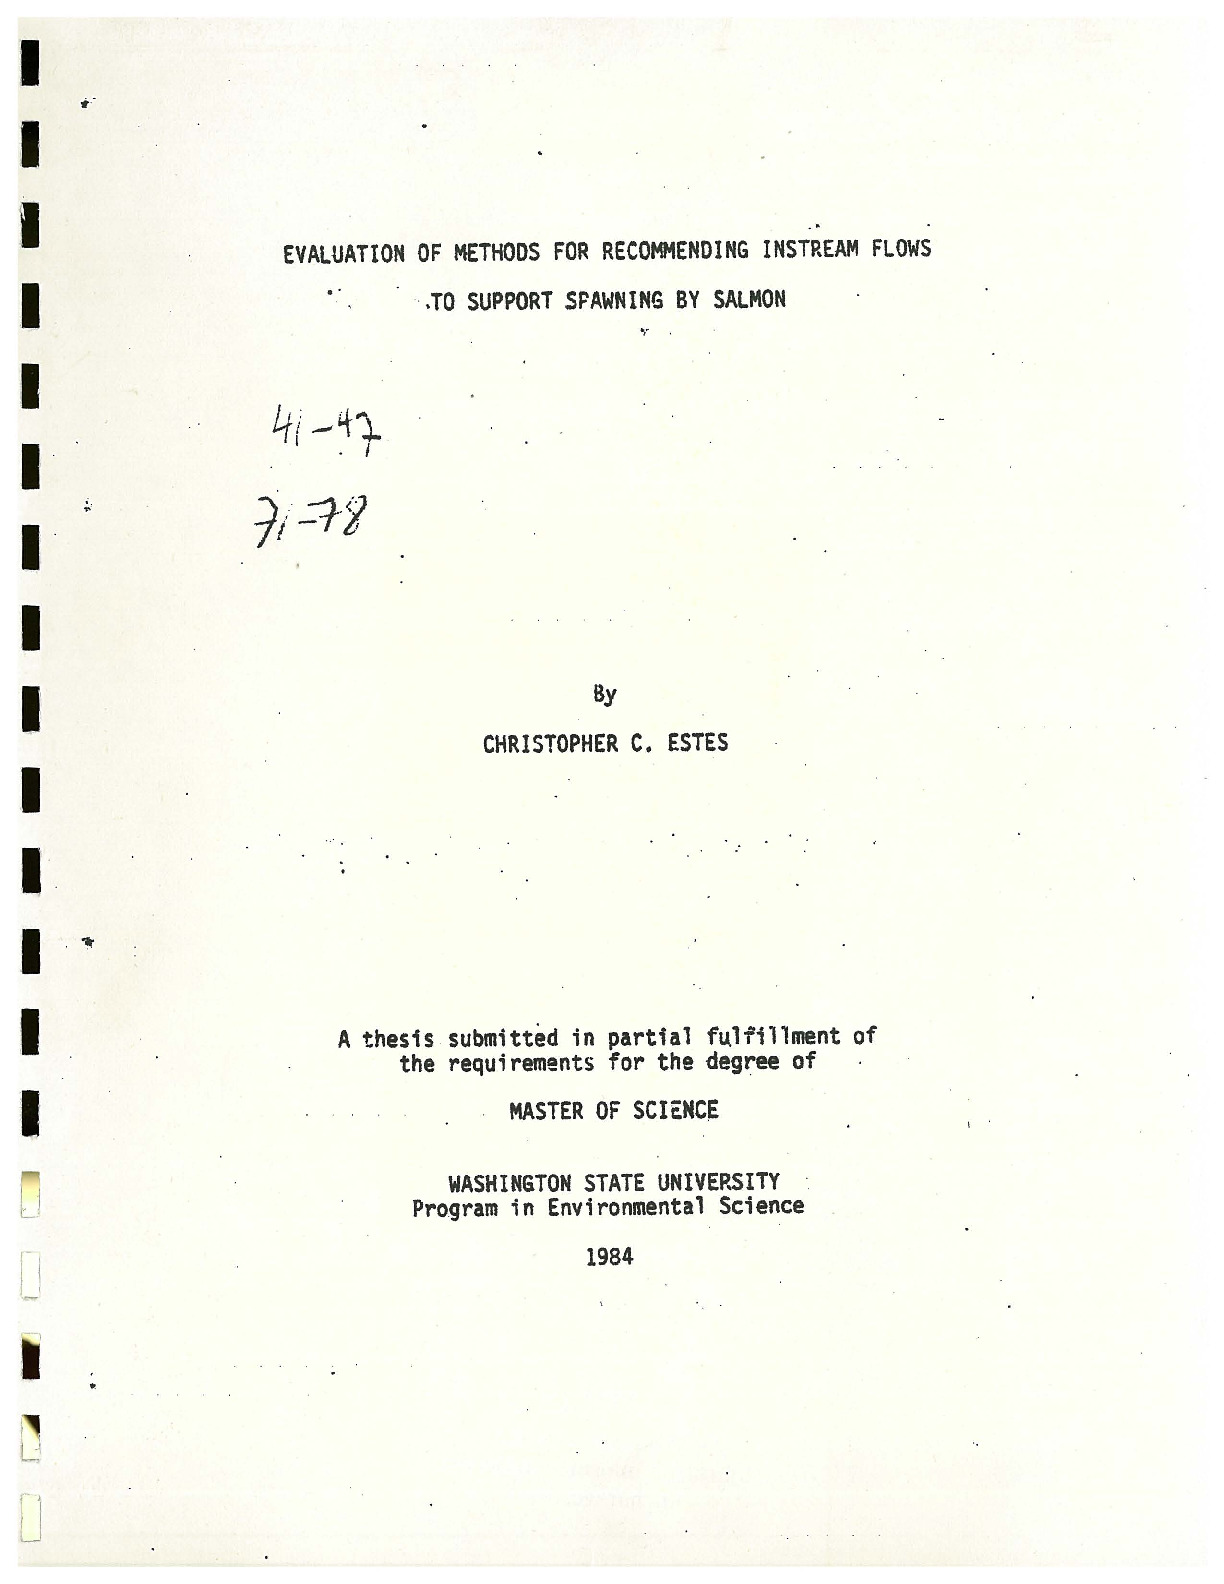 EVALUATION OF METHODS FOR RECOMMENDING INSTREAM FLOWS
TO SUPPORT SPAWNING BY SALMON
41-47
71-78
By
CHRISTOPHER C. ESTES
A thesis submitted in partial fulfillment of
the requirements for the degree of
MASTER OF SCIENCE
WASHINGTON STATE UNIVERSITY
Program in Environmental Science
1984